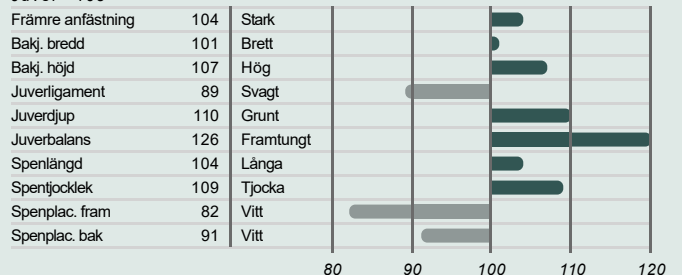 Främre anfästning 104 Stark
Bakj. bredd 101 Brett
Bakj. höjd 107 Hög
Juverligament 89 Svagt
Juverdjup 110 Grunt
Juverbalans 126 Framtungt
Spenlängd 104 Långa
Spentjocklek 109 Tjocka
Spenplac. fram 82 Vitt
Spenplac. bak 91 Vitt
80 90 100 110 120